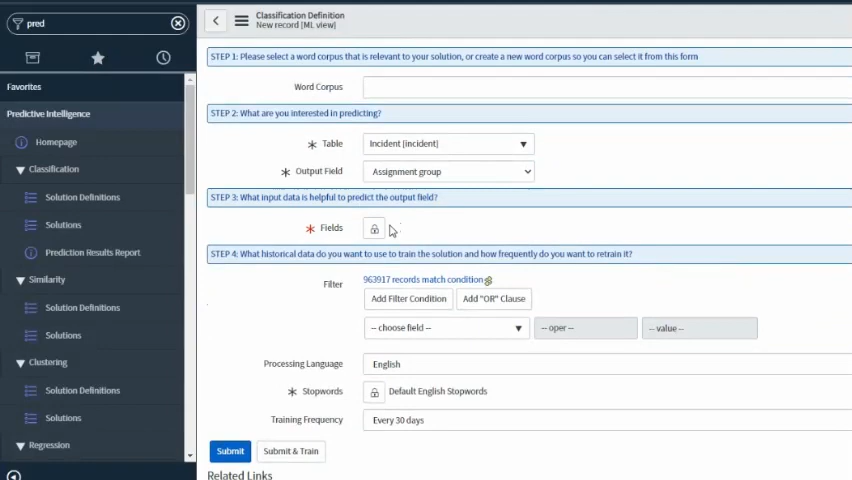 pred
Favorites
Predictive Intelligence
Homepage
Classification
Solution Definitions
Solutions
Prediction Results Report
Similarity
Solution Definitions
Solutions
Clustering
Solution Definitions
Solutions
Regression
Classification Definition
New record [ML view]
STEP 1: Please select a word corpus that is relevant to your solution, or create a new word corpus so you can select it from this form
Word Corpus
STEP 2: What are you interested in predicting?
Table Incident [incident]
Output Field Assignment group
STEP 3: What input data is helpful to predict the output field?
Fields
STEP 4: What historical data do you want to use to train the solution and how frequently do you want to retrain it?
Filter 963917 records match condition
Add Filter Condition Add "OR" Clause
-- choose field -- -- oper -- -- value --
Processing Language English
Stopwords Default English Stopwords
Training Frequency Every 30 days
Submit Submit & Train
Related Links